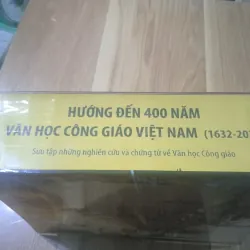 HƯỚNG ĐẾN 400 NĂM
VĂN HỌC CÔNG GIÁO VIỆT NAM (1632-20
Sưu tập những nghiên cứu và chứng từ về Văn học Công giáo